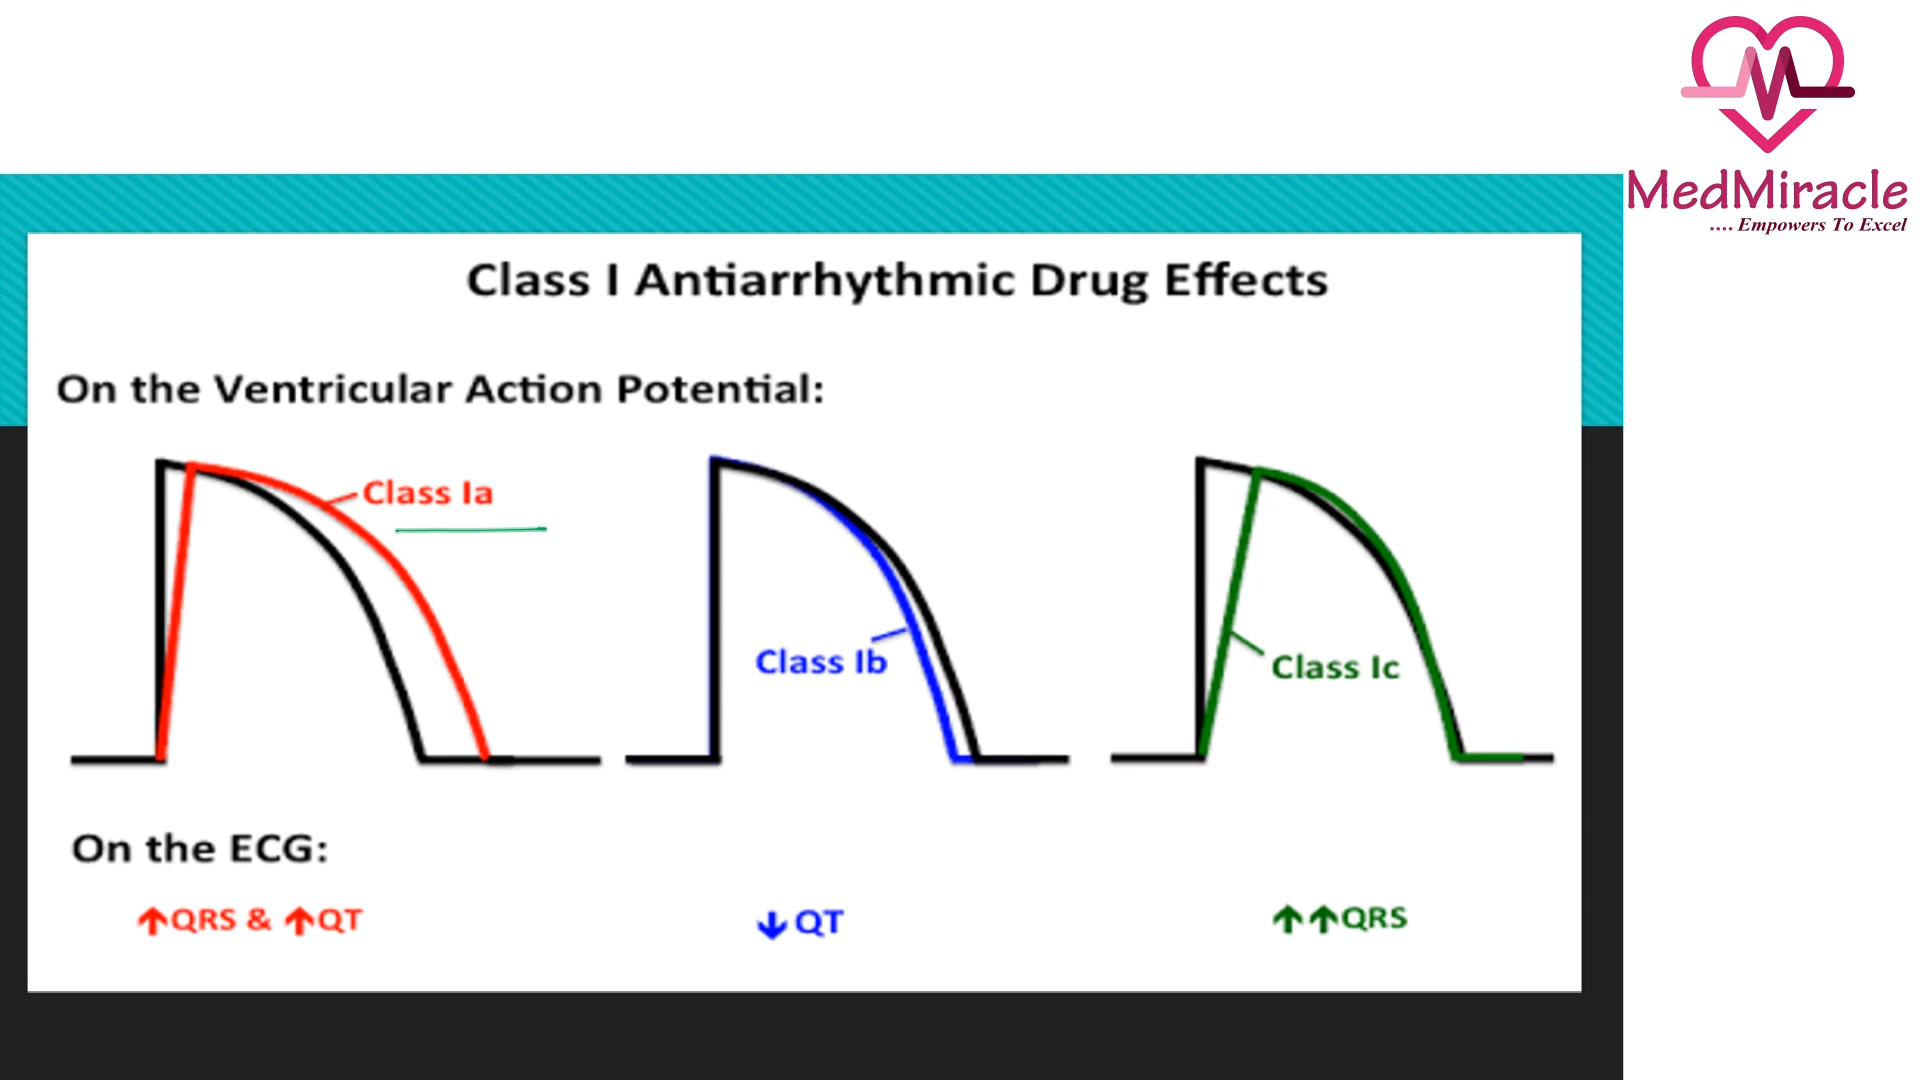 MedMiracle
.... Empowers To Excel
Class I Antiarrhythmic Drug Effects
On the Ventricular Action Potential:
Class Ia
Class Ib
Class Ic
On the ECG:
↑QRS & ↑QT
↓ QT
↑↑QRS